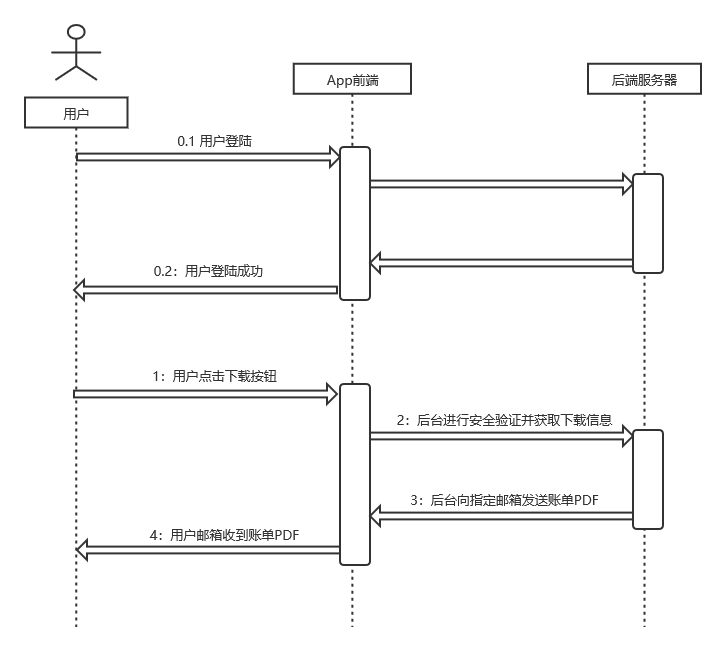 用户
App前端
后端服务器
0.1 用户登陆
0.2：用户登陆成功
1：用户点击下载按钮
2：后台进行安全验证并获取下载信息
3：后台向指定邮箱发送账单PDF
4：用户邮箱收到账单PDF